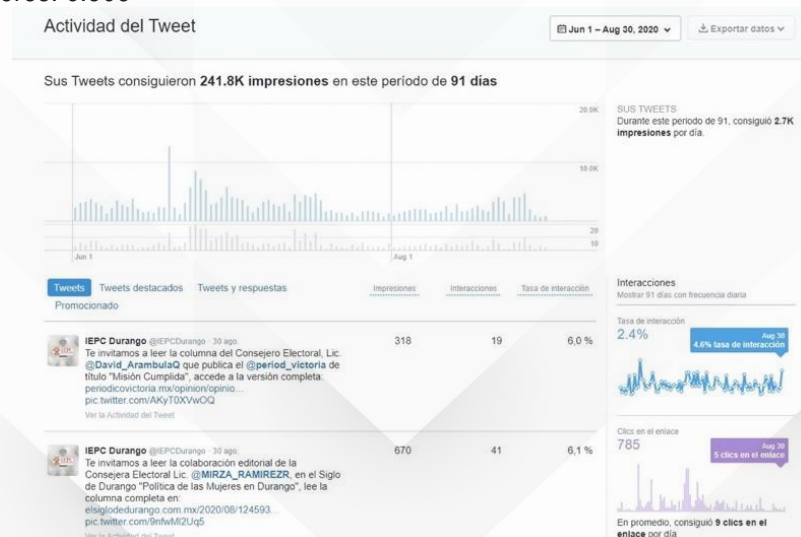 Actividad del Tweet
Jun 1 – Aug 30, 2020
Exportar datos
Sus Tweets consiguieron 241.8K impresiones en este período de 91 días
20.0K
10.0K
20
10
Jun 1
Aug 1
SUS TWEETS
Durante este período de 91, consiguió 2.7K
impresiones por día.
Tweets Tweets destacados Tweets y respuestas
Promocionado
Impresiones Interacciones Tasa de interacción
IEPC Durango @IEPCDurango · 30 ago.
Te invitamos a leer la columna del Consejero Electoral, Lic.
@David_ArambulaQ que publica el @period_victoria de
título "Misión Cumplida", accede a la versión completa:
periodicovictoria.mx/opinion/opinio...
pic.twitter.com/AKyT0XVwOQ
Ver la Actividad del Tweet
318 19 6,0 %
IEPC Durango @IEPCDurango · 30 ago.
Te invitamos a leer la colaboración editorial de la
Consejera Electoral Lic. @MIRZA_RAMIREZR, en el Siglo
de Durango "Política de las Mujeres en Durango", lee la
columna completa en:
elsiglodedurango.com.mx/2020/08/124593...
pic.twitter.com/9nfwMl2Uq5
Ver la Actividad del Tweet
670 41 6,1 %
Interacciones
Mostrar 91 días con frecuencia diaria
Tasa de interacción
2.4%
Aug 30
4.6% tasa de interacción
Clics en el enlace
785
Aug 30
5 clics en el enlace
En promedio, consiguió 9 clics en el
enlace por día